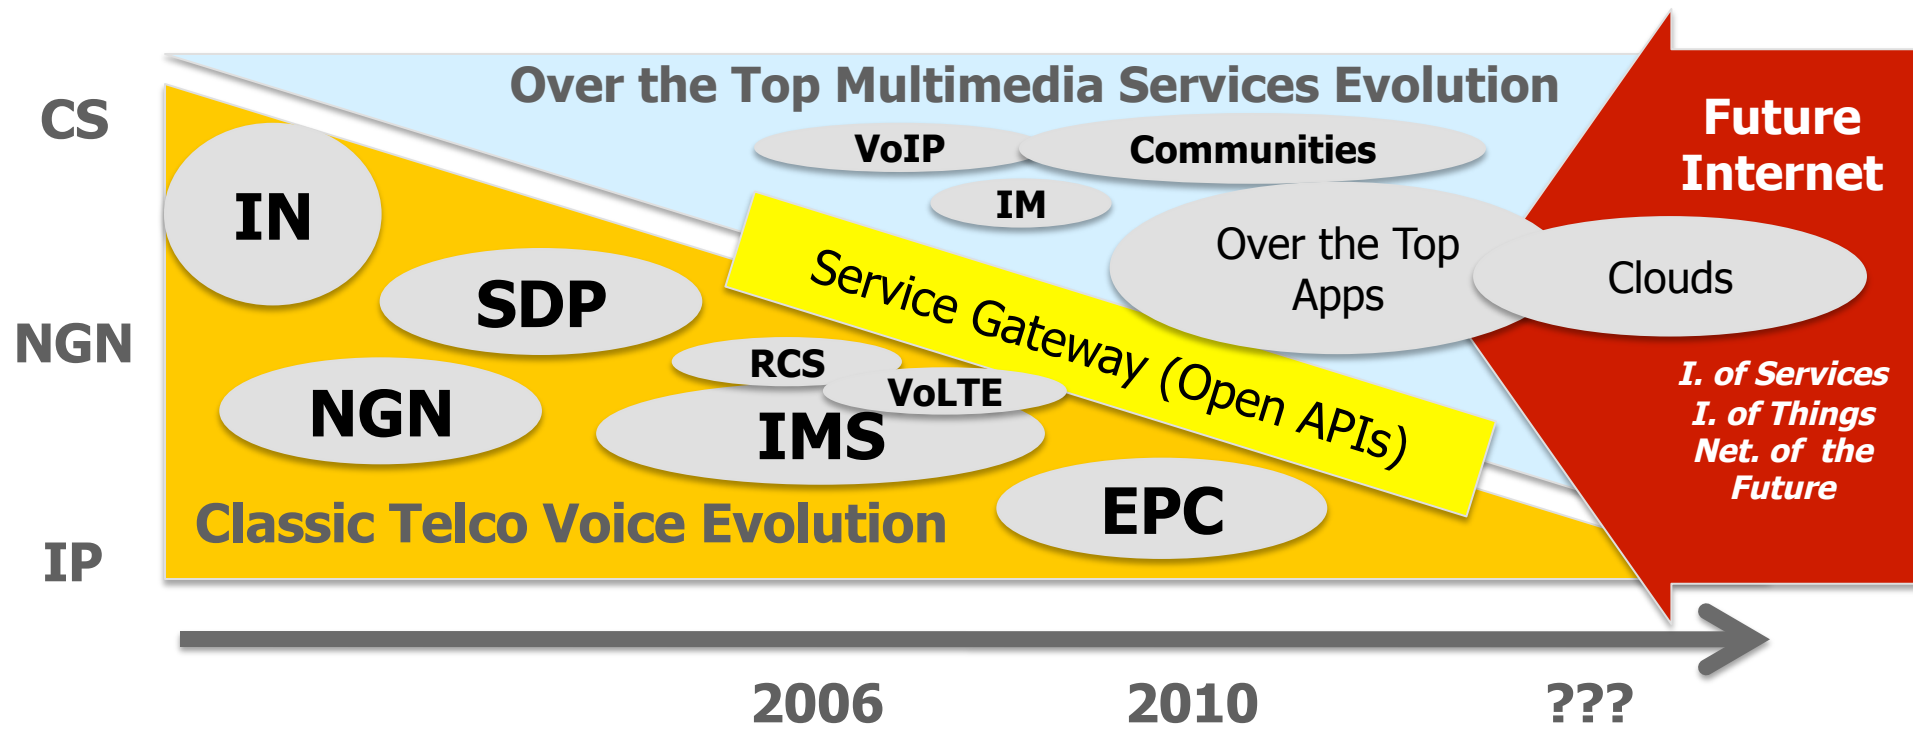 CS
NGN
IP
Over the Top Multimedia Services Evolution
VoIP
Communities
IM
Over the Top
Apps
Clouds
Future
Internet
I. of Services
I. of Things
Net. of the
Future
Service Gateway (Open APIs)
IN
SDP
NGN
RCS
VoLTE
IMS
EPC
Classic Telco Voice Evolution
2006
2010
???